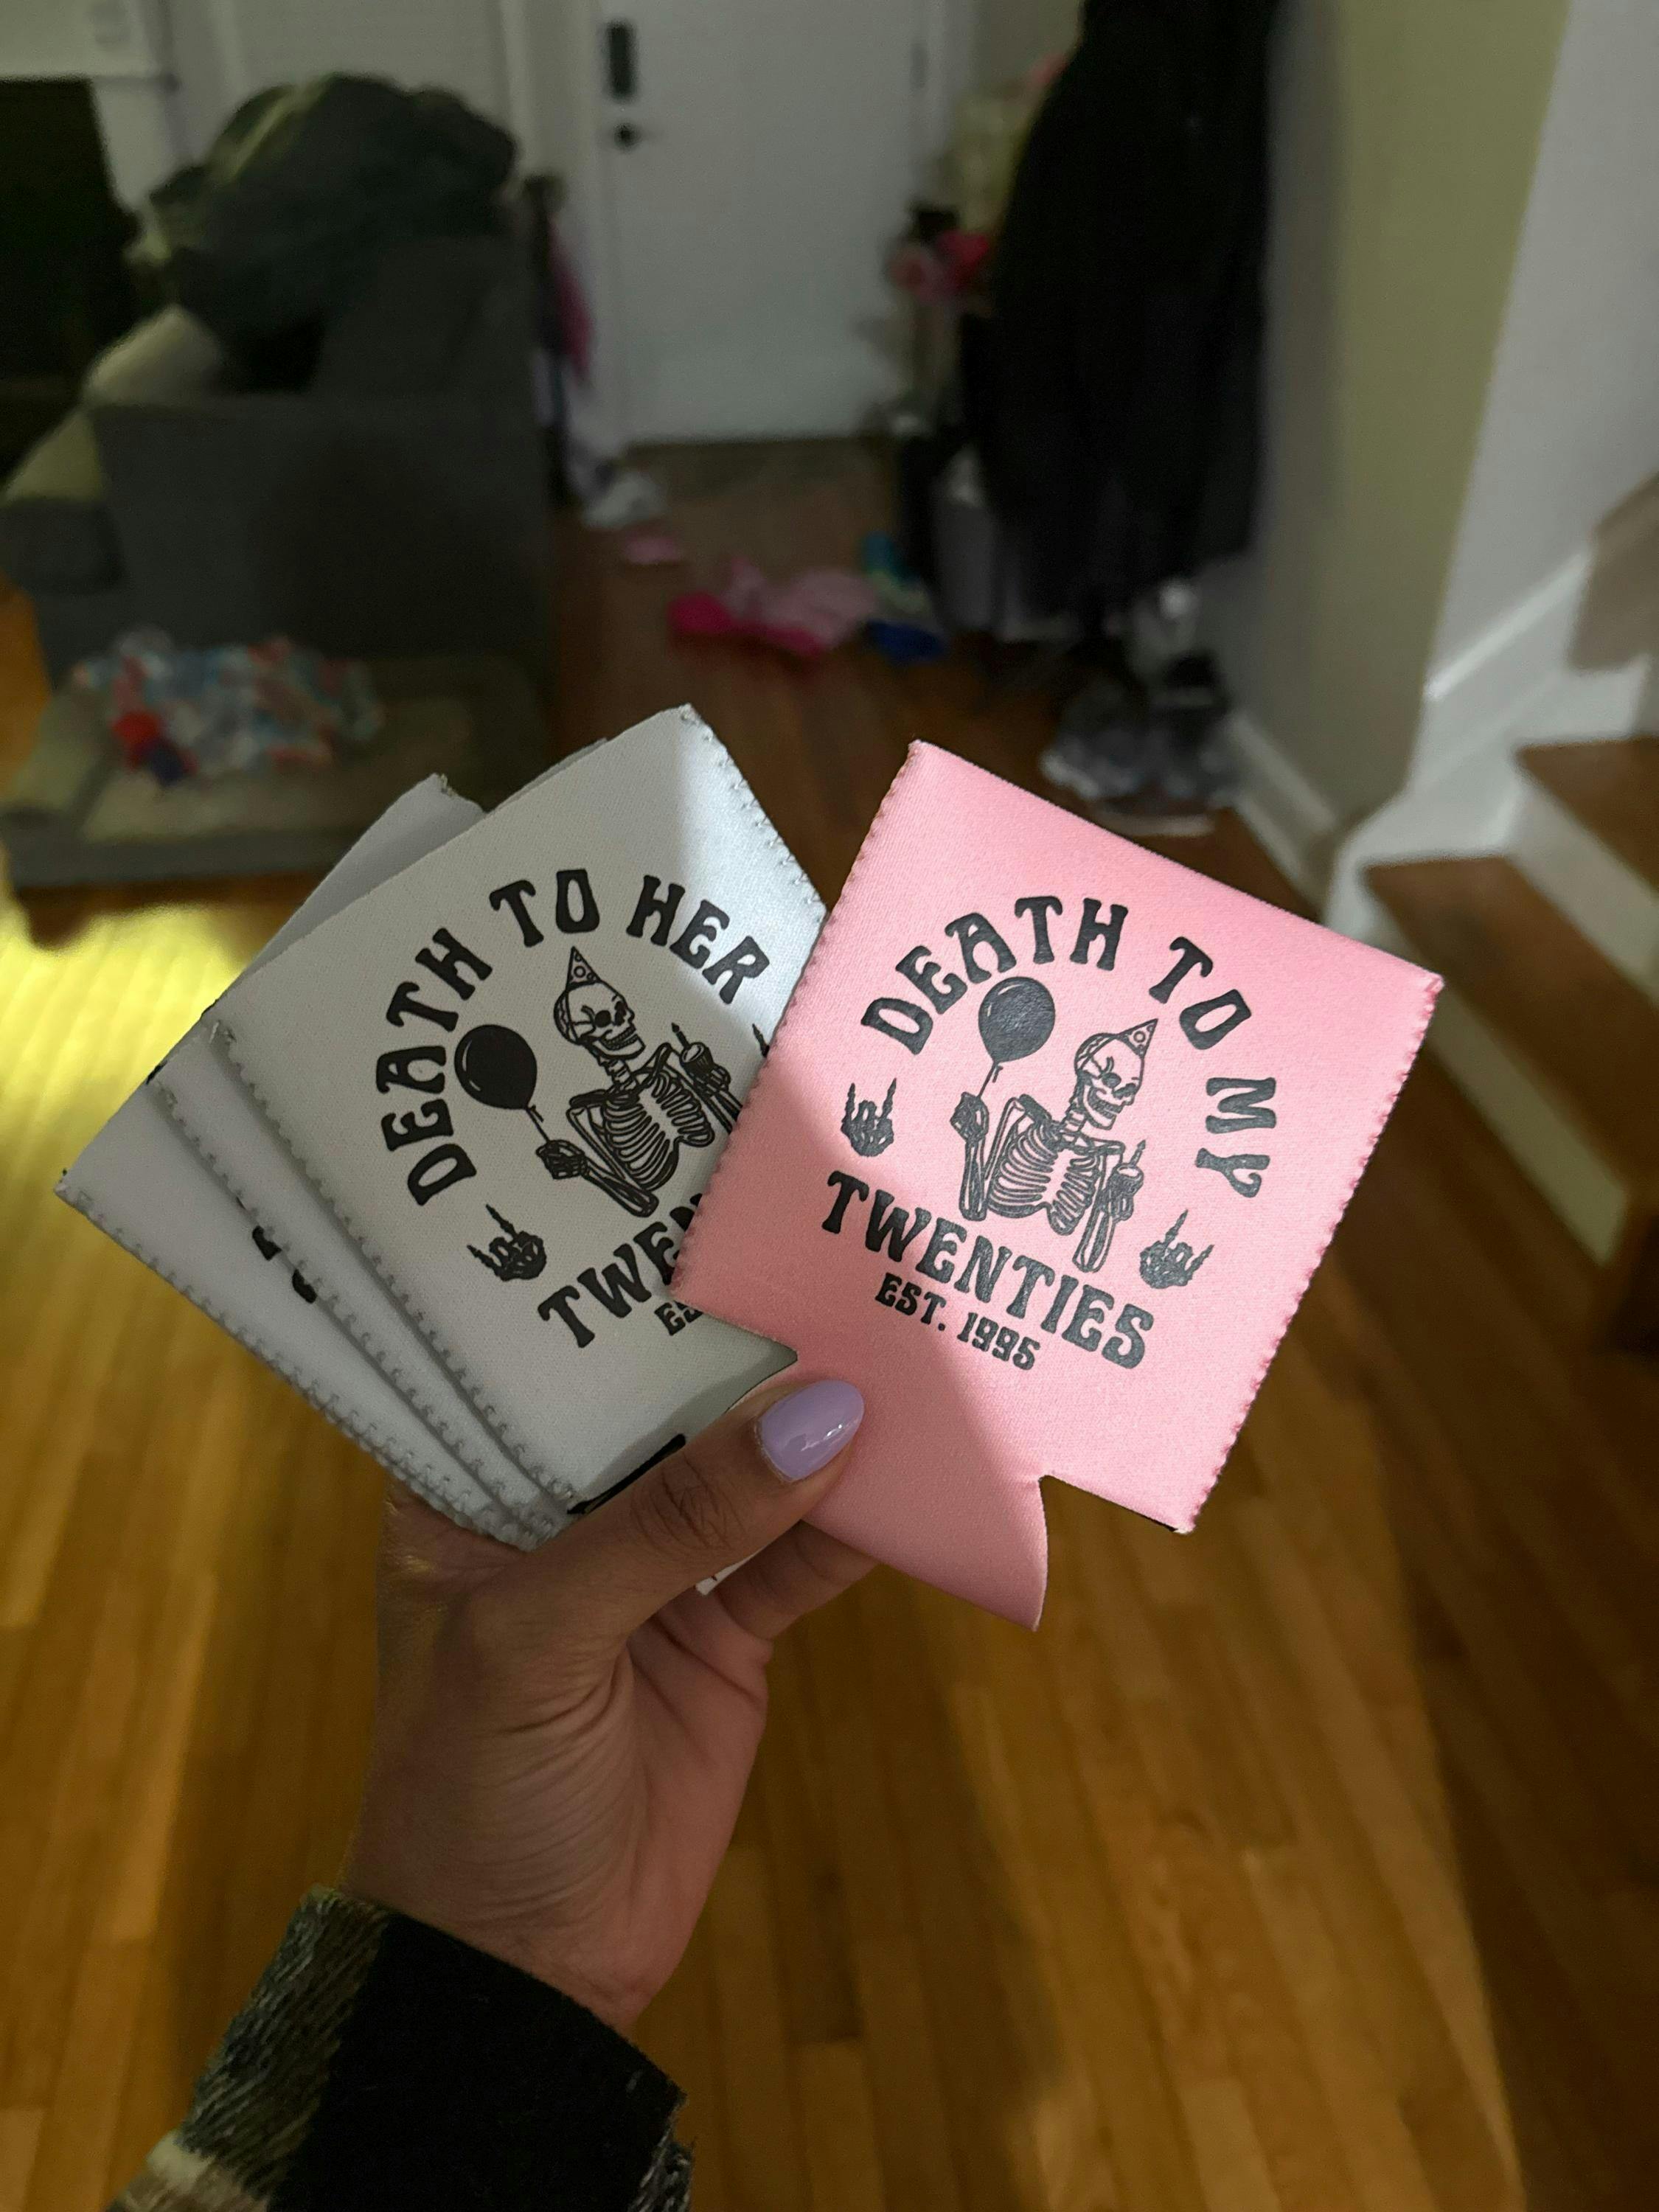 DEATH TO HER
DEATH TO MY
TWENTIES
EST. 1995